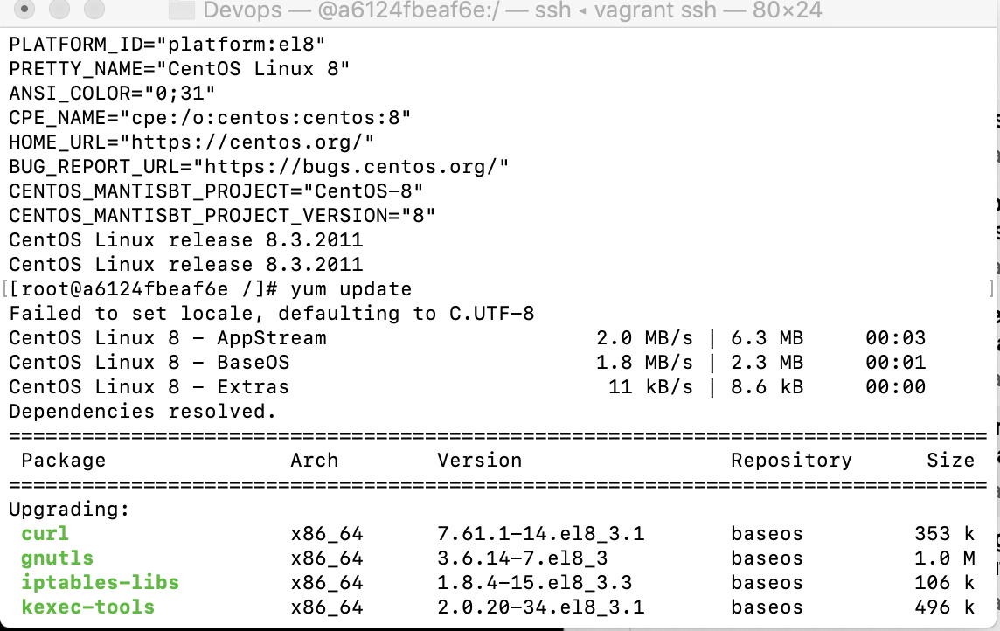 Devops — @a6124fbeaf6e:/ — ssh ◂ vagrant ssh — 80×24
PLATFORM_ID="platform:el8"
PRETTY_NAME="CentOS Linux 8"
ANSI_COLOR="0;31"
CPE_NAME="cpe:/o:centos:centos:8"
HOME_URL="https://centos.org/"
BUG_REPORT_URL="https://bugs.centos.org/"
CENTOS_MANTISBT_PROJECT="CentOS-8"
CENTOS_MANTISBT_PROJECT_VERSION="8"
CentOS Linux release 8.3.2011
CentOS Linux release 8.3.2011
[[root@a6124fbeaf6e /]# yum update ]
Failed to set locale, defaulting to C.UTF-8
CentOS Linux 8 - AppStream 2.0 MB/s | 6.3 MB 00:03
CentOS Linux 8 - BaseOS 1.8 MB/s | 2.3 MB 00:01
CentOS Linux 8 - Extras 11 kB/s | 8.6 kB 00:00
Dependencies resolved.
================================================================================
Package Arch Version Repository Size
================================================================================
Upgrading:
curl x86_64 7.61.1-14.el8_3.1 baseos 353 k
gnutls x86_64 3.6.14-7.el8_3 baseos 1.0 M
iptables-libs x86_64 1.8.4-15.el8_3.3 baseos 106 k
kexec-tools x86_64 2.0.20-34.el8_3.1 baseos 496 k